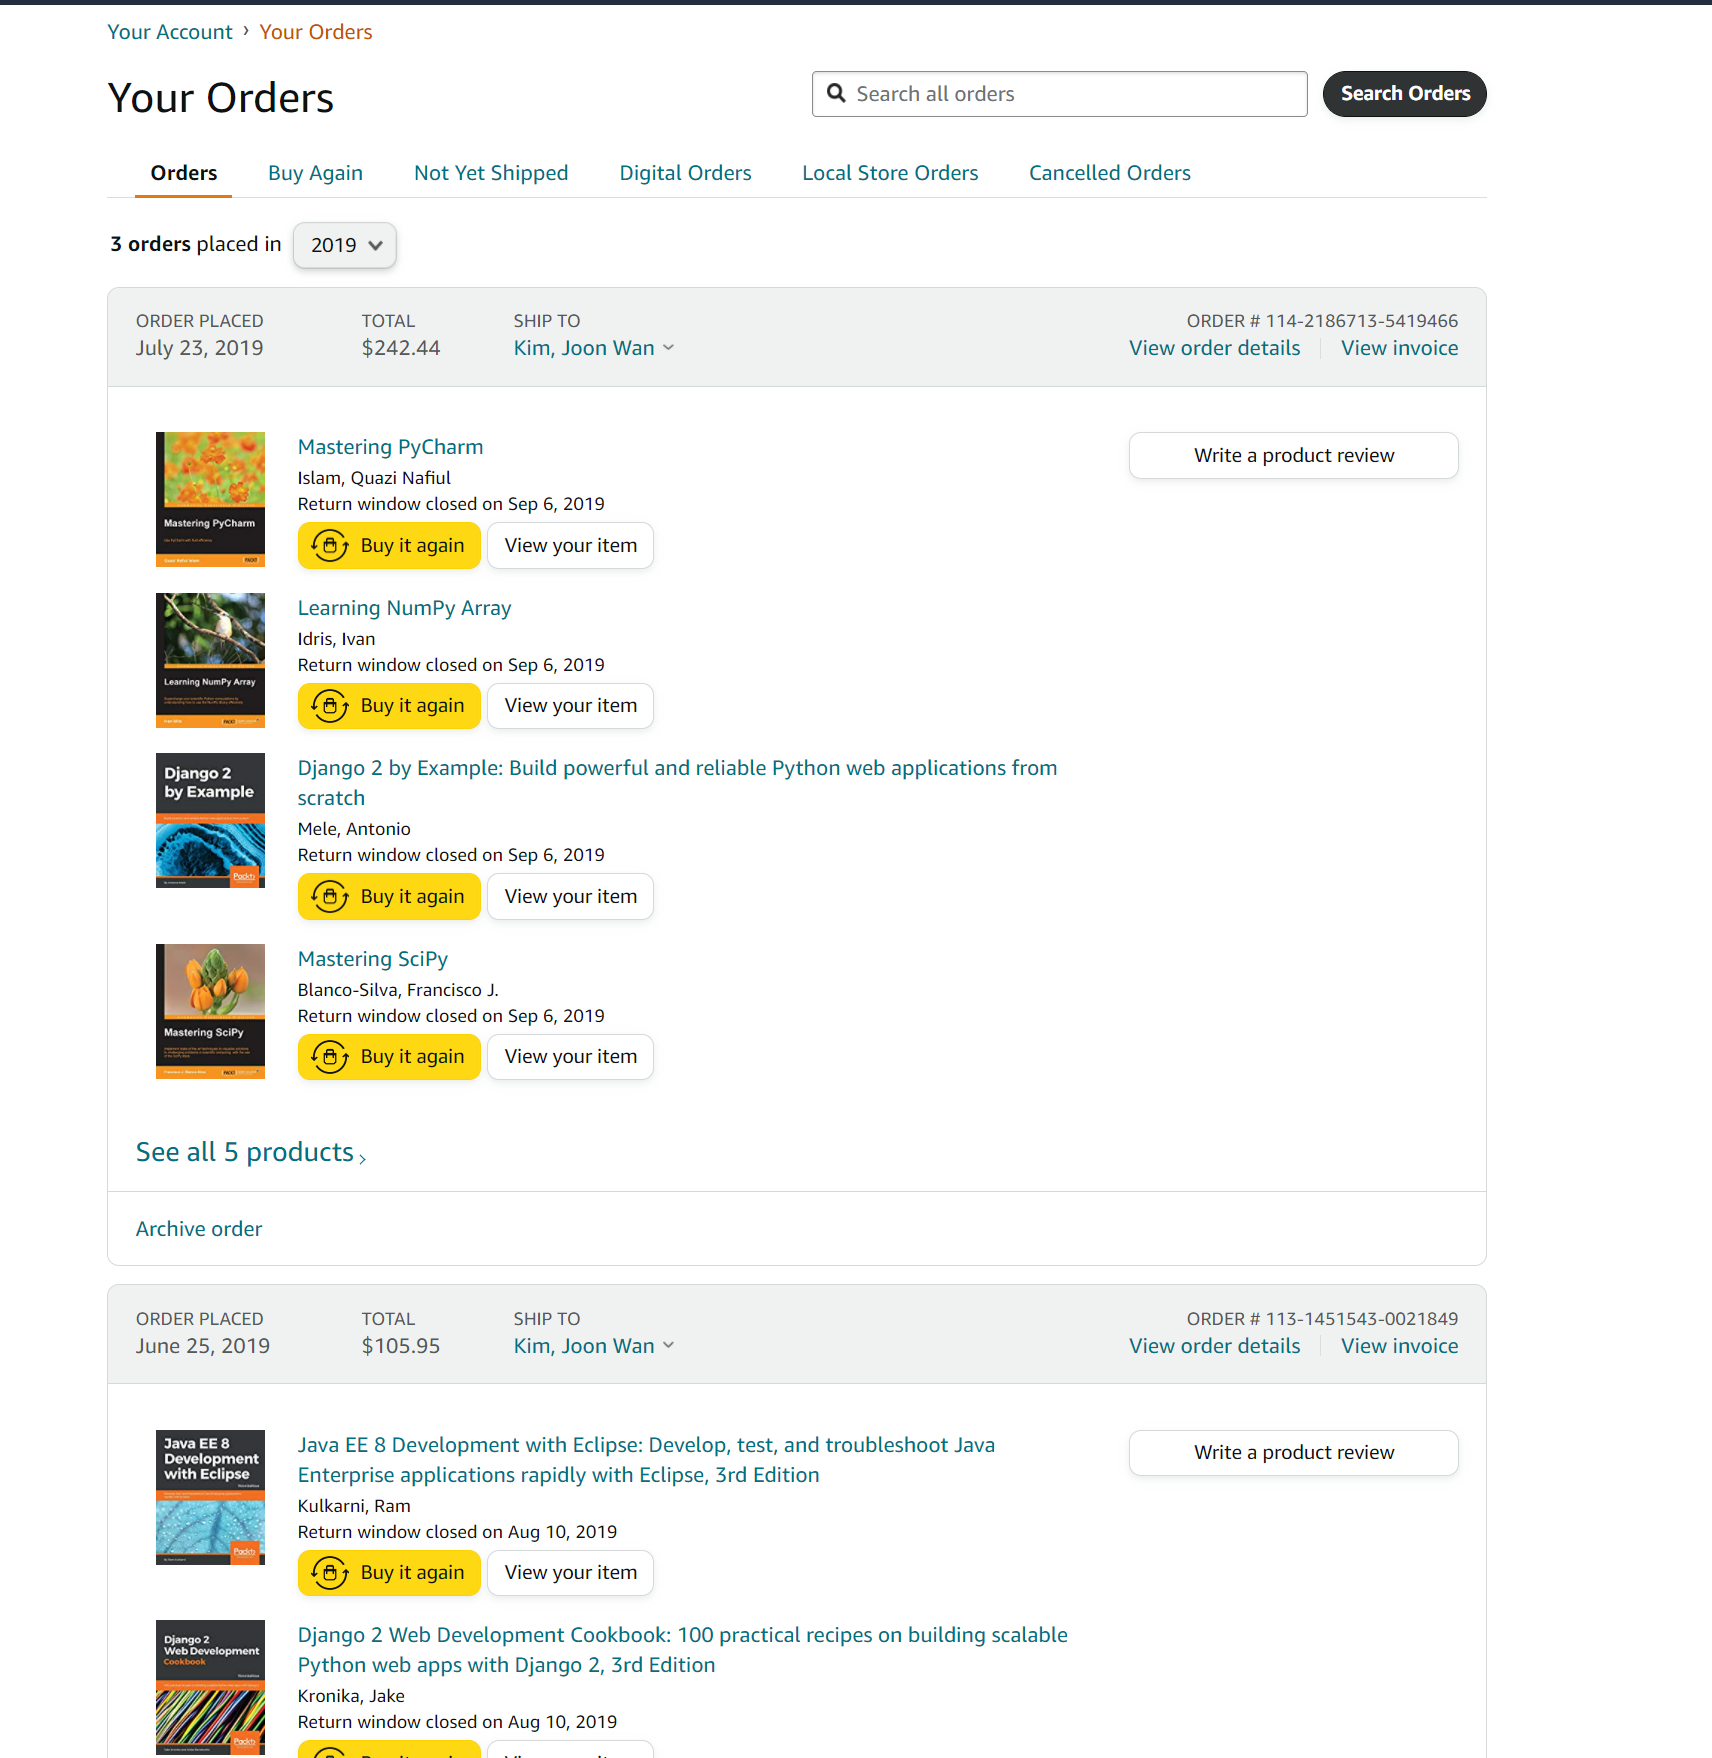 Your Account › Your Orders
Your Orders
Search all orders
Search Orders
Orders
Buy Again
Not Yet Shipped
Digital Orders
Local Store Orders
Cancelled Orders
3 orders placed in 2019
ORDER PLACED
July 23, 2019
TOTAL
$242.44
SHIP TO
Kim, Joon Wan
ORDER # 114-2186713-5419466
View order details
View invoice
Mastering PyCharm
Mastering PyCharm
Islam, Quazi Nafiul
Return window closed on Sep 6, 2019
Buy it again
View your item
Write a product review
Learning NumPy Array
Learning NumPy Array
Idris, Ivan
Return window closed on Sep 6, 2019
Buy it again
View your item
Django 2
by Example
Packt
Django 2 by Example: Build powerful and reliable Python web applications from
scratch
Mele, Antonio
Return window closed on Sep 6, 2019
Buy it again
View your item
Mastering SciPy
Mastering SciPy
Blanco-Silva, Francisco J.
Return window closed on Sep 6, 2019
Buy it again
View your item
See all 5 products ›
Archive order
ORDER PLACED
June 25, 2019
TOTAL
$105.95
SHIP TO
Kim, Joon Wan
ORDER # 113-1451543-0021849
View order details
View invoice
Java EE 8
Development
with Eclipse
Packt
Java EE 8 Development with Eclipse: Develop, test, and troubleshoot Java
Enterprise applications rapidly with Eclipse, 3rd Edition
Kulkarni, Ram
Return window closed on Aug 10, 2019
Buy it again
View your item
Write a product review
Django 2
Web Development
Cookbook
Packt
Django 2 Web Development Cookbook: 100 practical recipes on building scalable
Python web apps with Django 2, 3rd Edition
Kronika, Jake
Return window closed on Aug 10, 2019